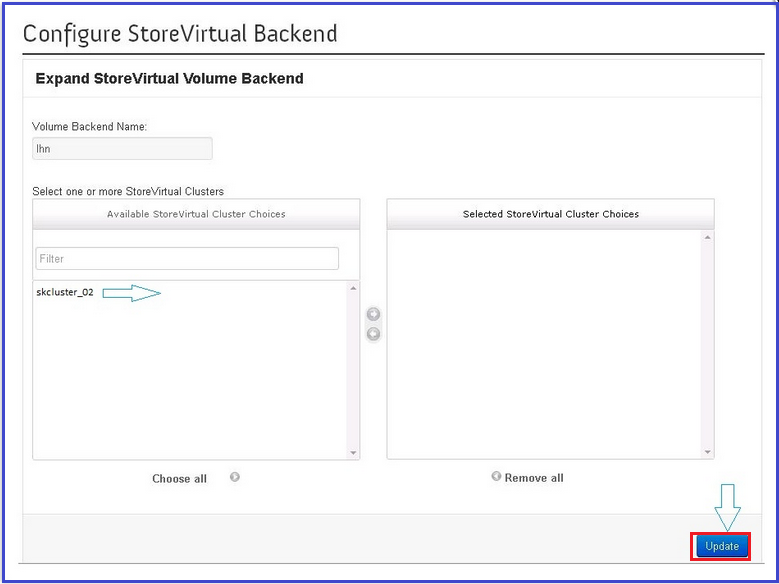 Configure StoreVirtual Backend
Expand StoreVirtual Volume Backend
Volume Backend Name:
lhn
Select one or more StoreVirtual Clusters
Available StoreVirtual Cluster Choices
Selected StoreVirtual Cluster Choices
Filter
skcluster_02
Choose all
Remove all
Update